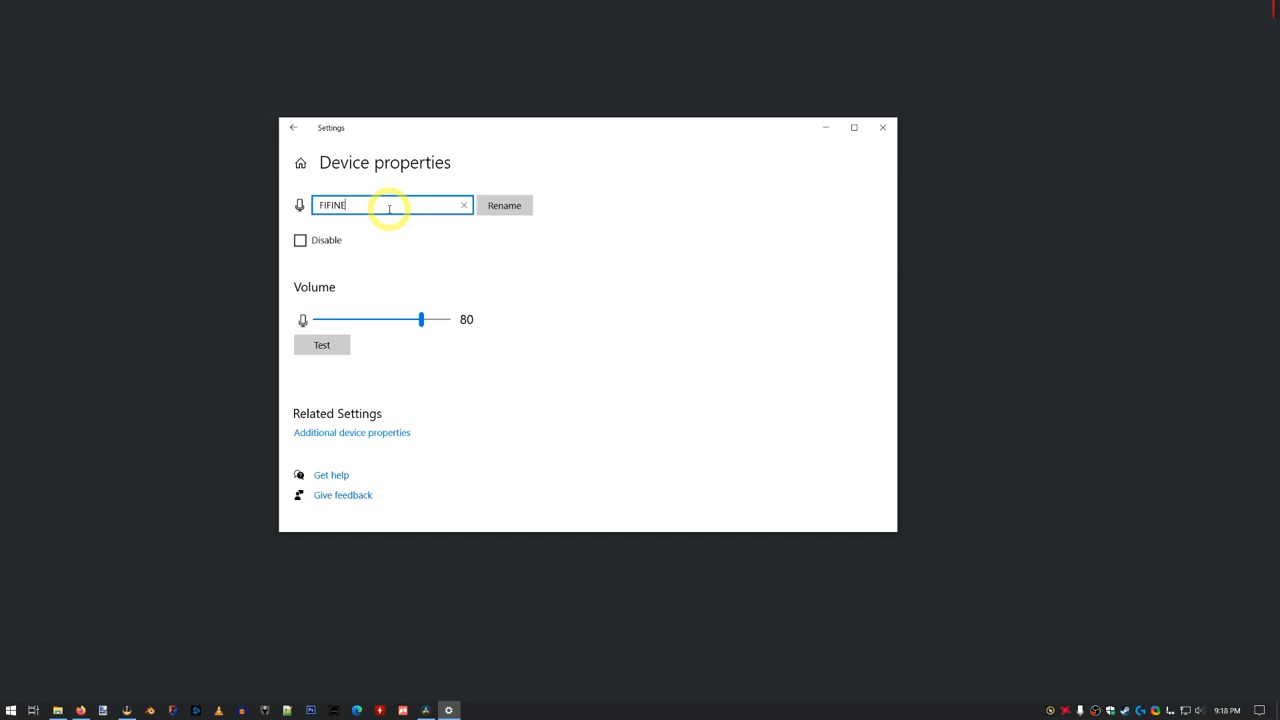 Settings
Device properties
FIFINE
Rename
Disable
Volume
80
Test
Related Settings
Additional device properties
Get help
Give feedback
9:18 PM